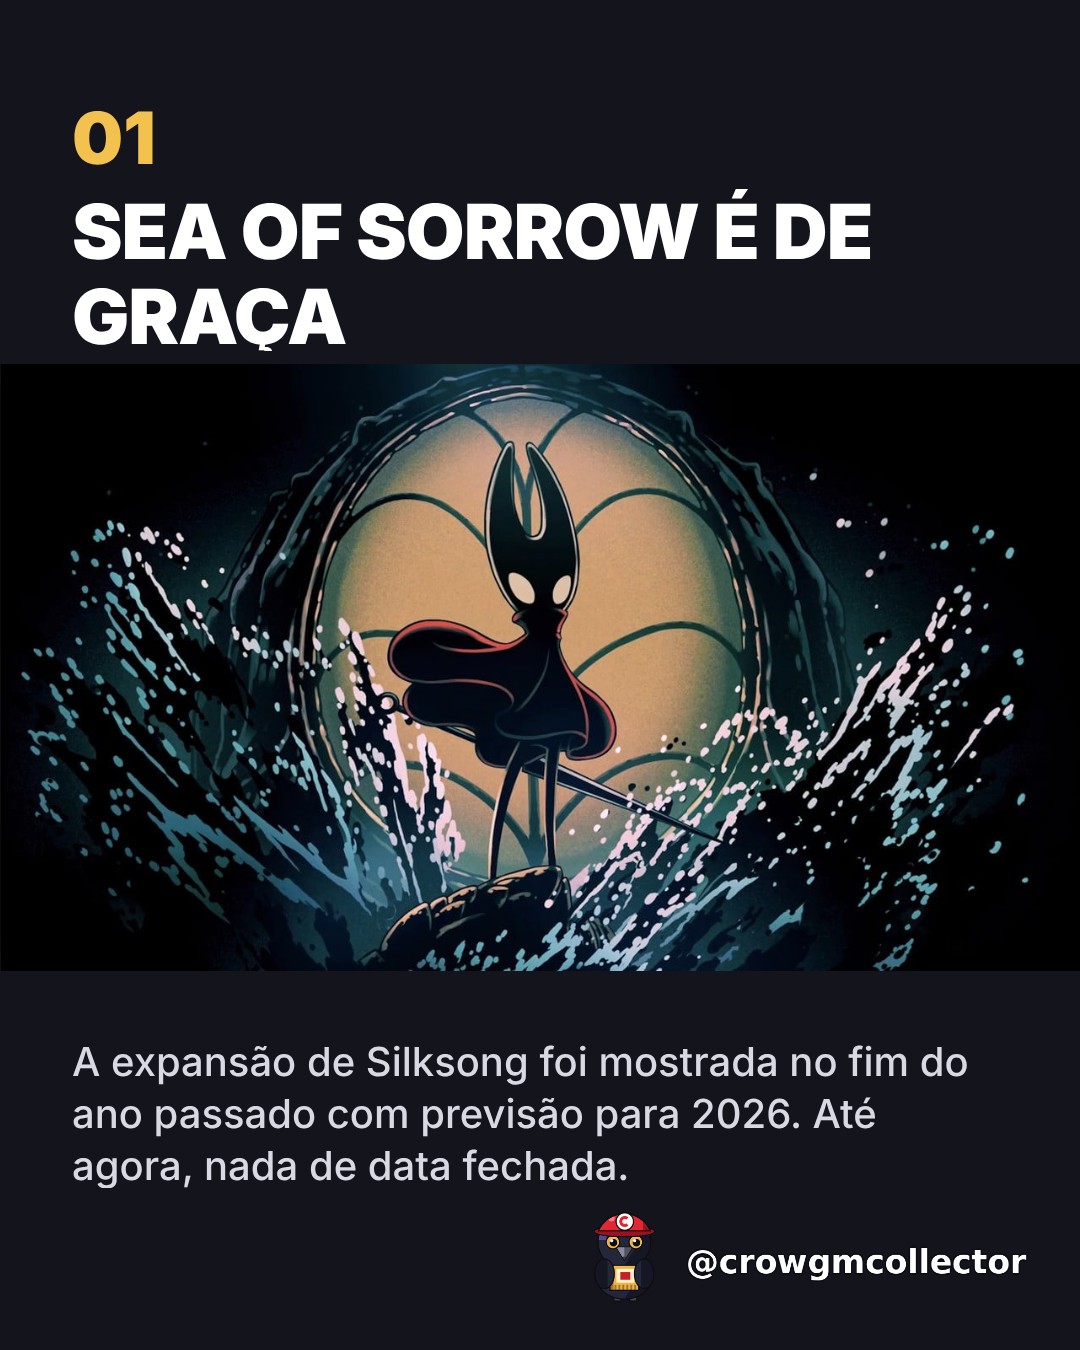 01
SEA OF SORROW É DE
GRAÇA
A expansão de Silksong foi mostrada no fim do
ano passado com previsão para 2026. Até
agora, nada de data fechada.
C
@crowgmcollector